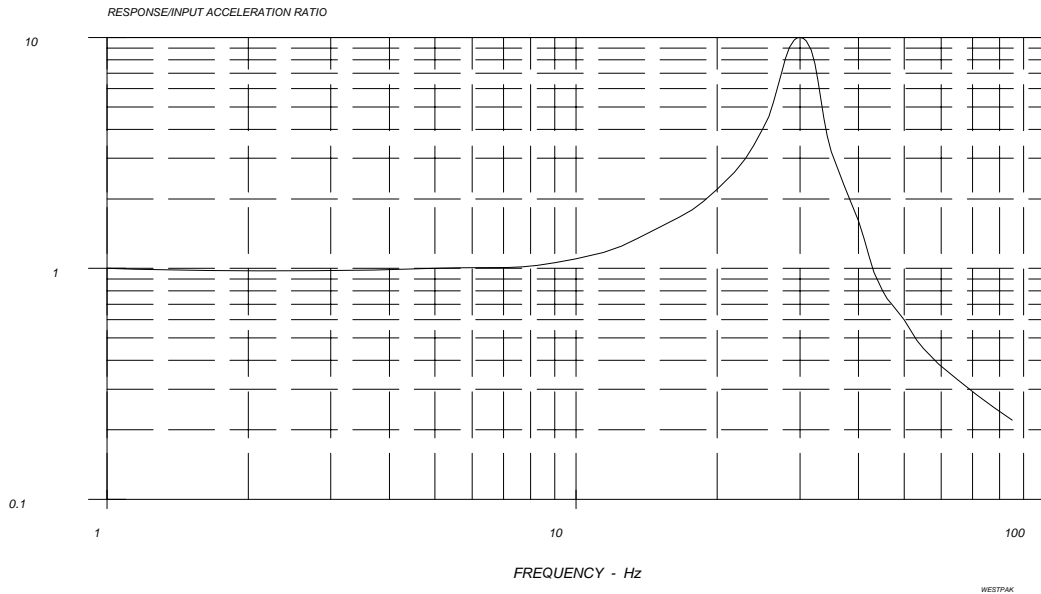 RESPONSE/INPUT ACCELERATION RATIO
10
1
0.1
1 10 100
FREQUENCY - Hz
WESTPAK